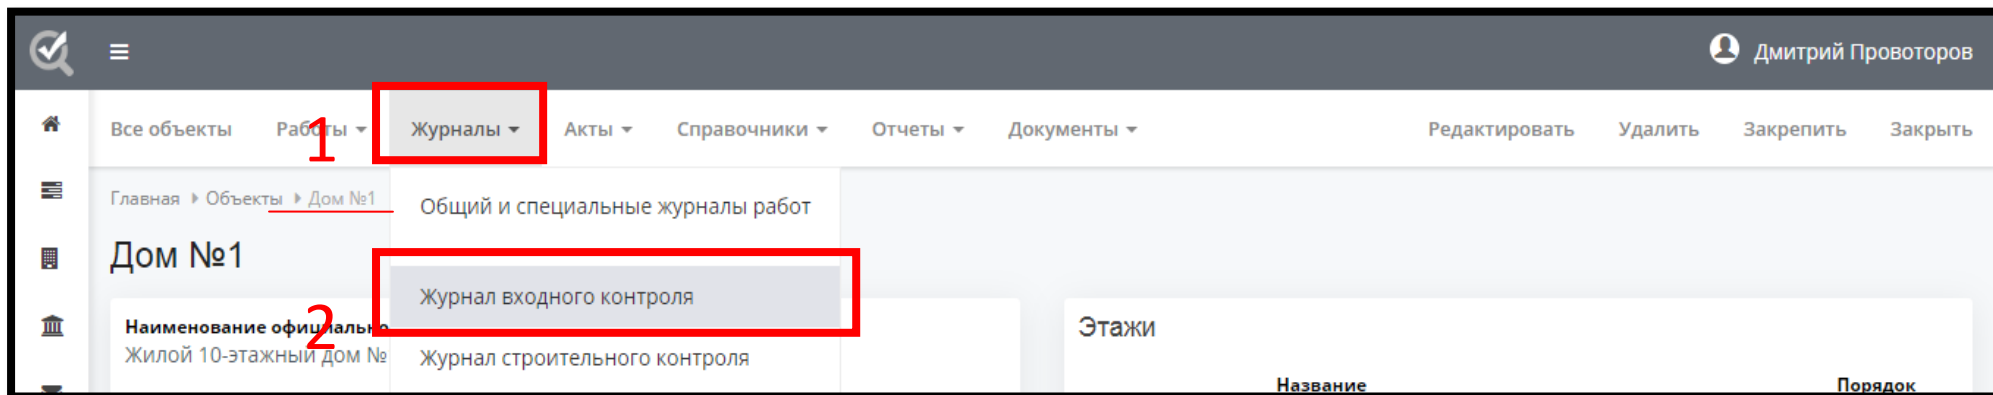 Дмитрий Провоторов
Все объекты Работы Журналы Акты Справочники Отчеты Документы Редактировать Удалить Закрепить Закрыть
1
Главная Объекты Дом №1
Общий и специальные журналы работ
Дом №1
Журнал входного контроля
2
Наименование официально
Жилой 10-этажный дом №
Журнал строительного контроля
Этажи
Название Порядок